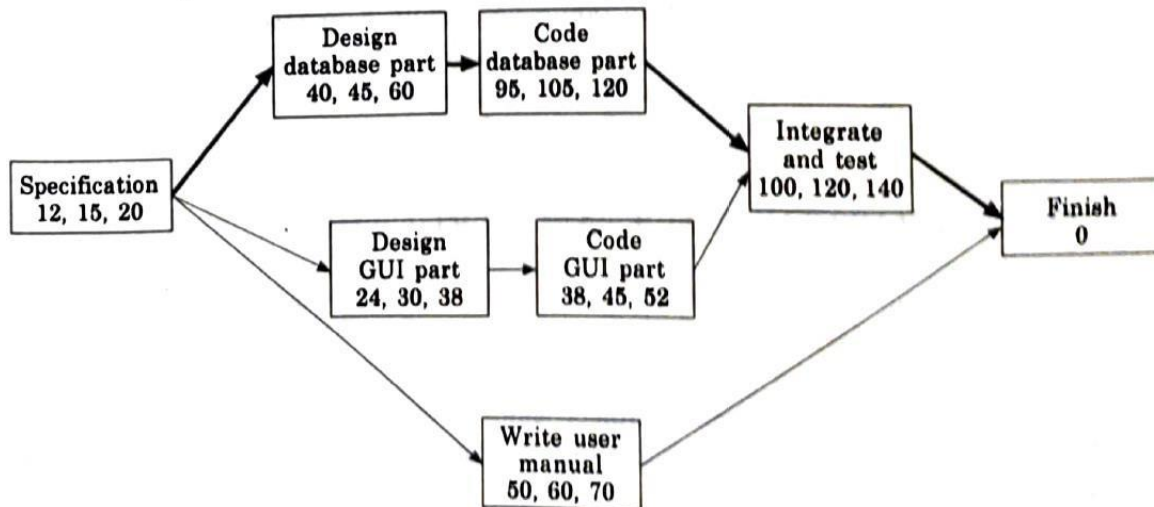 Design
database part
40, 45, 60
Code
database part
95, 105, 120
Integrate
and test
100, 120, 140
Specification
12, 15, 20
Finish
0
Design
GUI part
24, 30, 38
Code
GUI part
38, 45, 52
Write user
manual
50, 60, 70